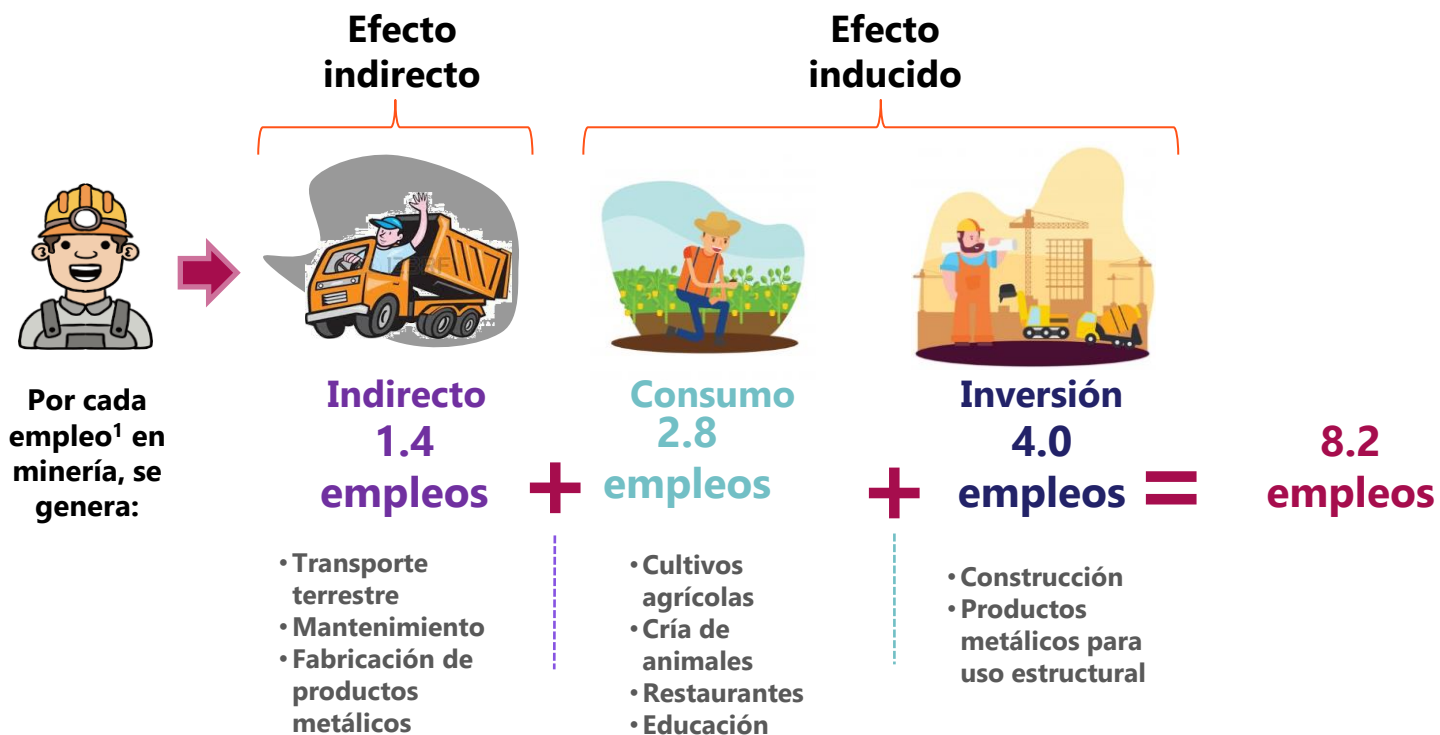 Efecto
indirecto
Efecto
inducido
Por cada
empleo¹ en
minería, se
genera:
Indirecto
1.4
empleos
+
Consumo
2.8
empleos
+
Inversión
4.0
empleos
=
8.2
empleos
• Transporte
terrestre
• Mantenimiento
• Fabricación de
productos
metálicos
• Cultivos
agrícolas
• Cría de
animales
• Restaurantes
• Educación
• Construcción
• Productos
metálicos para
uso estructural